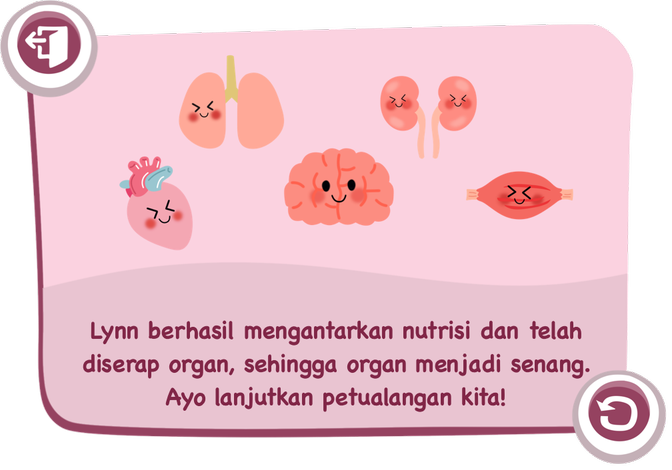 Lynn berhasil mengantarkan nutrisi dan telah
diserap organ, sehingga organ menjadi senang.
Ayo lanjutkan petualangan kita!